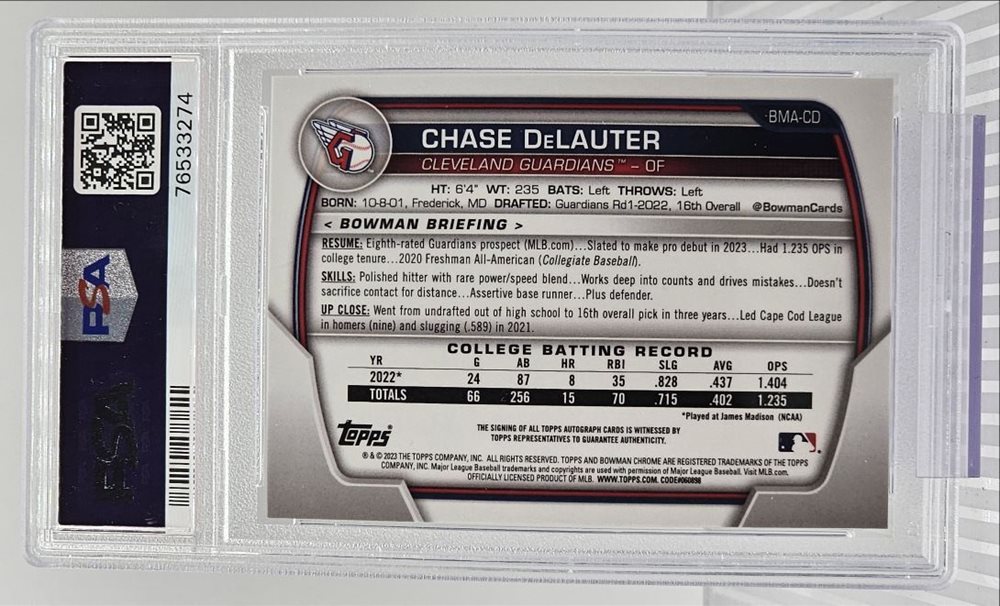 76533274
PSA
PSA
BMA-CD
CHASE DeLAUTER
CLEVELAND GUARDIANS™ – OF
HT: 6'4" WT: 235 BATS: Left THROWS: Left
BORN: 10-8-01, Frederick, MD DRAFTED: Guardians Rd1-2022, 16th Overall @BowmanCards
< BOWMAN BRIEFING >
RESUME: Eighth-rated Guardians prospect (MLB.com)...Slated to make pro debut in 2023...Had 1.235 OPS in
college tenure...2020 Freshman All-American (Collegiate Baseball).
SKILLS: Polished hitter with rare power/speed blend...Works deep into counts and drives mistakes...Doesn't
sacrifice contact for distance...Assertive base runner...Plus defender.
UP CLOSE: Went from undrafted out of high school to 16th overall pick in three years...Led Cape Cod League
in homers (nine) and slugging (.589) in 2021.
COLLEGE BATTING RECORD
YR G AB HR RBI SLG AVG OPS
2022* 24 87 8 35 .828 .437 1.404
TOTALS 66 256 15 70 .715 .402 1.235
*Played at James Madison (NCAA)
TOPPS
THE SIGNING OF ALL TOPPS AUTOGRAPH CARDS IS WITNESSED BY
TOPPS REPRESENTATIVES TO GUARANTEE AUTHENTICITY.
® & © 2023 THE TOPPS COMPANY, INC. ALL RIGHTS RESERVED. TOPPS AND BOWMAN CHROME ARE REGISTERED TRADEMARKS OF THE TOPPS
COMPANY, INC. Major League Baseball trademarks and copyrights are used with permission of Major League Baseball. Visit MLB.com.
OFFICIALLY LICENSED PRODUCT OF MLB. WWW.TOPPS.COM. CODE#060898